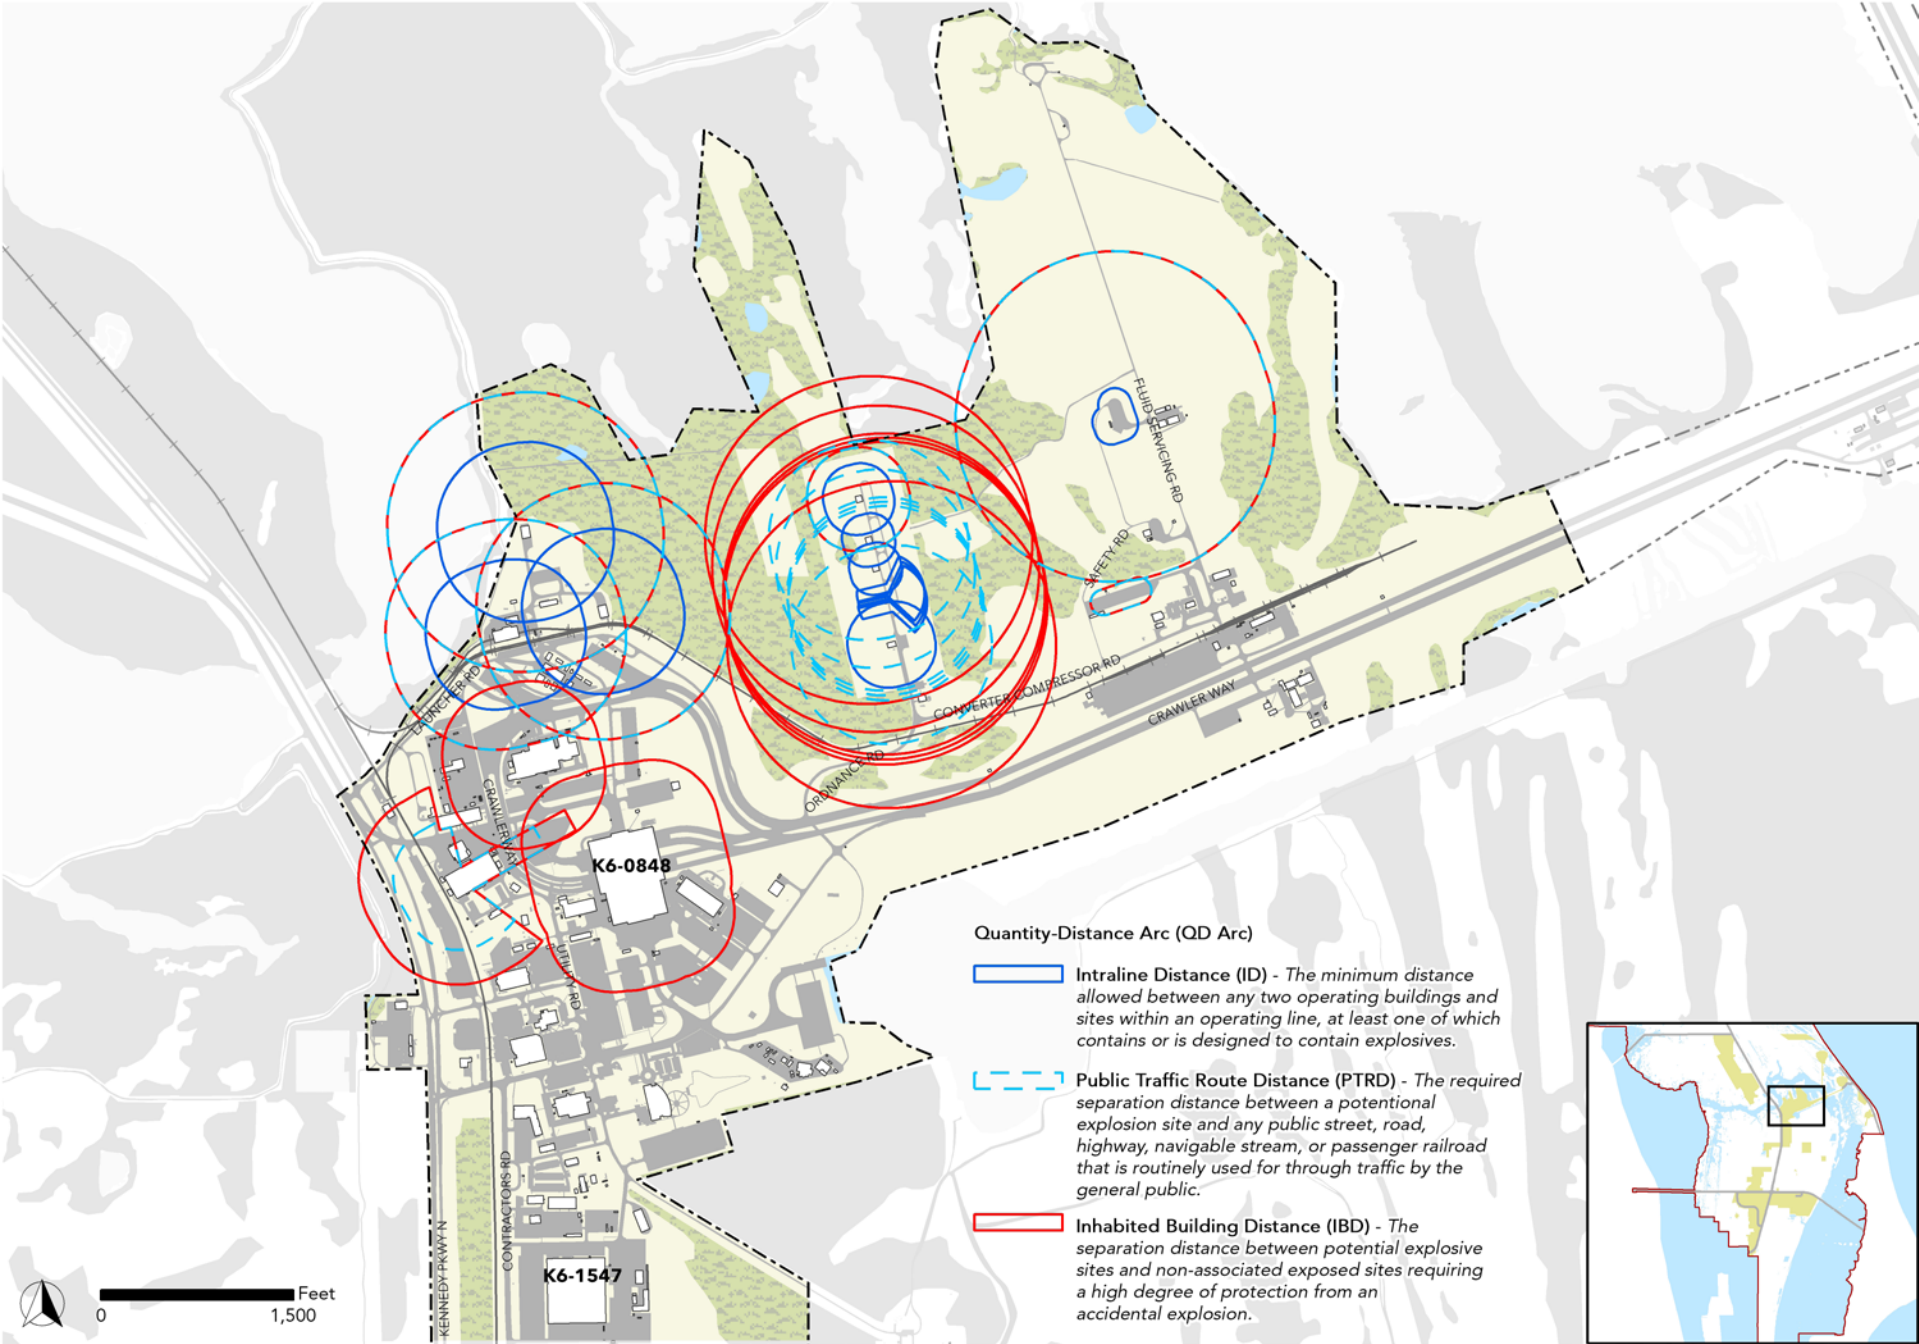 FLUID SERVICING RD
SAFETY RD
LAUNCHER RD
CONVERTER COMPRESSOR RD
CRAWLER WAY
ORDNANCE RD
CRAWLERWAY
K6-0848
UTILITY RD
Quantity-Distance Arc (QD Arc)
Intraline Distance (ID) - The minimum distance
allowed between any two operating buildings and
sites within an operating line, at least one of which
contains or is designed to contain explosives.
Public Traffic Route Distance (PTRD) - The required
separation distance between a potentional
explosion site and any public street, road,
highway, navigable stream, or passenger railroad
that is routinely used for through traffic by the
general public.
Inhabited Building Distance (IBD) - The
separation distance between potential explosive
sites and non-associated exposed sites requiring
a high degree of protection from an
accidental explosion.
KENNEDY PKWY N
CONTRACTORS RD
K6-1547
Feet
0 1,500